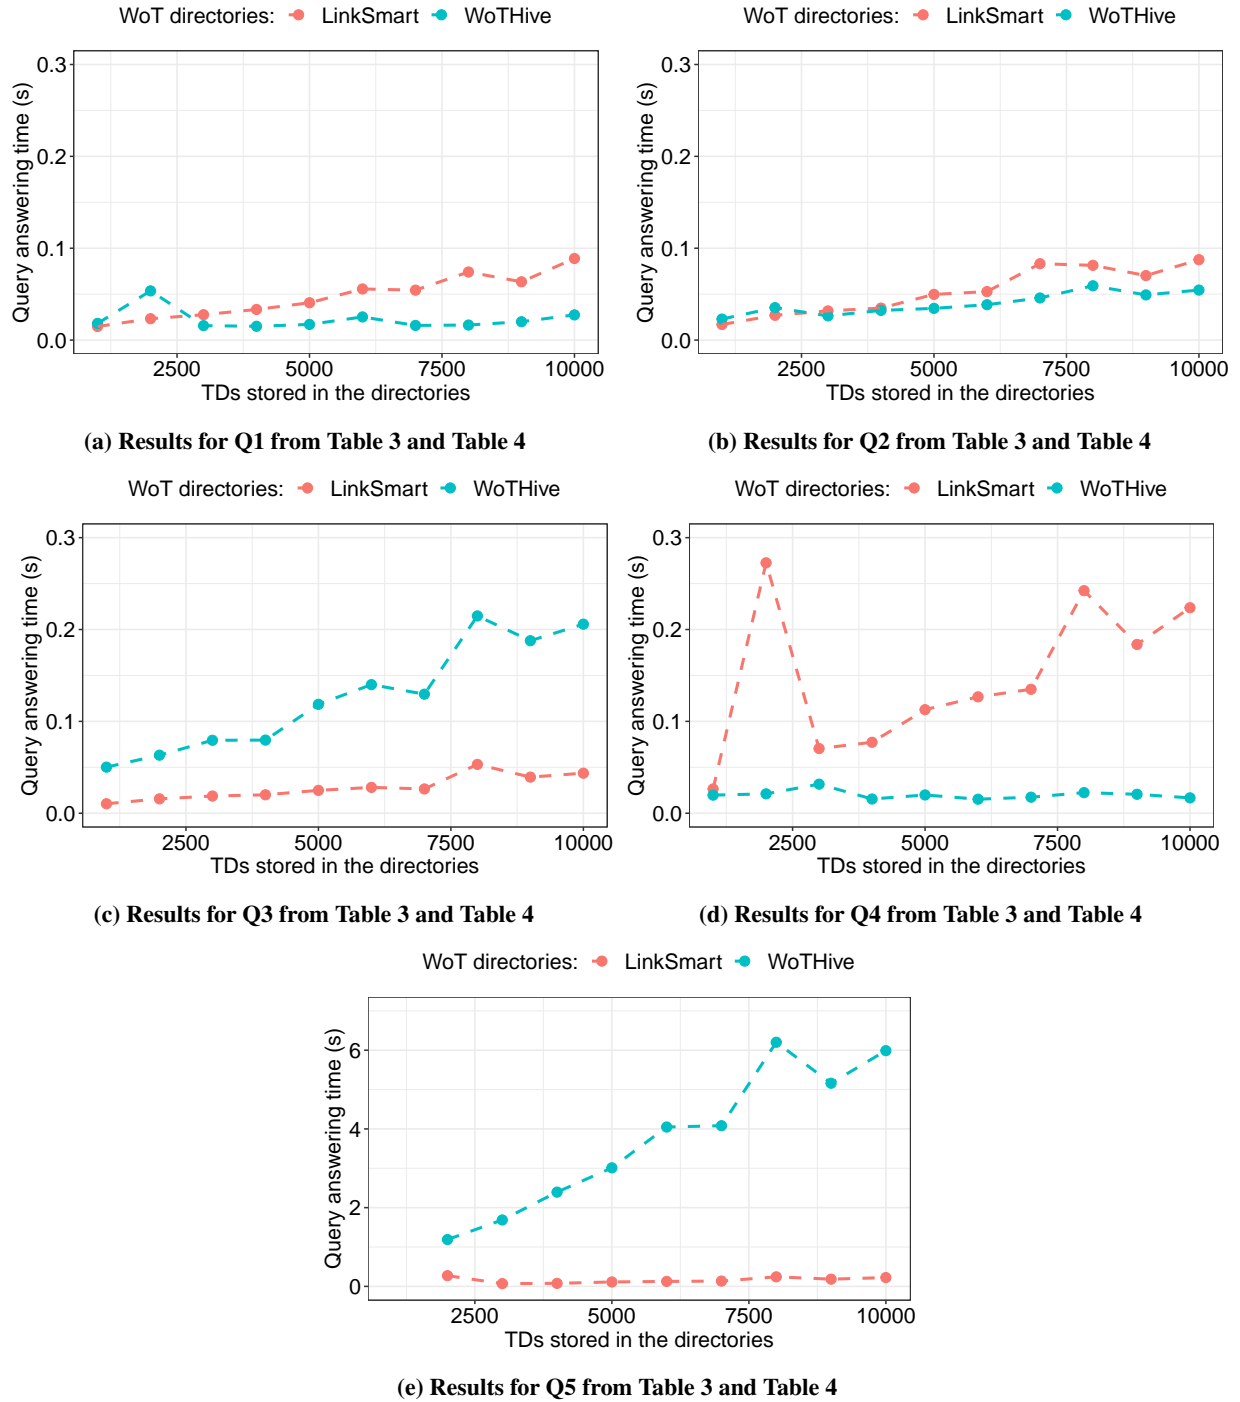 WoT directories: LinkSmart WoTHive
Query answering time (s)
0.3
0.2
0.1
0.0
2500 5000 7500 10000
TDs stored in the directories
(a) Results for Q1 from Table 3 and Table 4
WoT directories: LinkSmart WoTHive
Query answering time (s)
0.3
0.2
0.1
0.0
2500 5000 7500 10000
TDs stored in the directories
(b) Results for Q2 from Table 3 and Table 4
WoT directories: LinkSmart WoTHive
Query answering time (s)
0.3
0.2
0.1
0.0
2500 5000 7500 10000
TDs stored in the directories
(c) Results for Q3 from Table 3 and Table 4
WoT directories: LinkSmart WoTHive
Query answering time (s)
0.3
0.2
0.1
0.0
2500 5000 7500 10000
TDs stored in the directories
(d) Results for Q4 from Table 3 and Table 4
WoT directories: LinkSmart WoTHive
Query answering time (s)
6
4
2
0
2500 5000 7500 10000
TDs stored in the directories
(e) Results for Q5 from Table 3 and Table 4